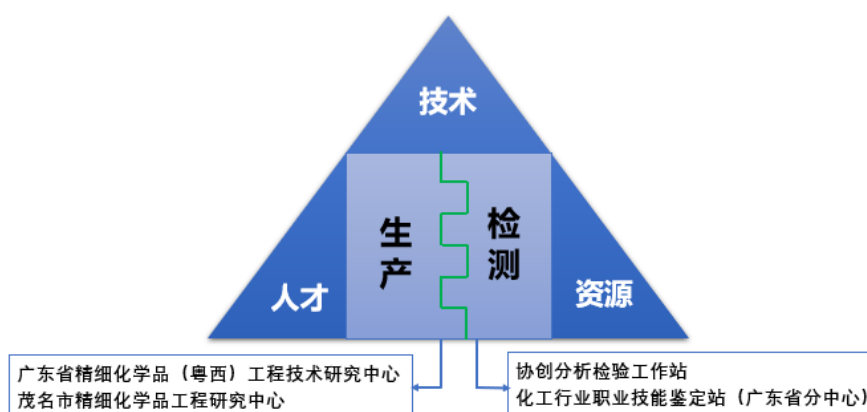 技术
生产
检测
人才
资源
广东省精细化学品（粤西）工程技术研究中心
茂名市精细化学品工程研究中心
协创分析检验工作站
化工行业职业技能鉴定站（广东省分中心）